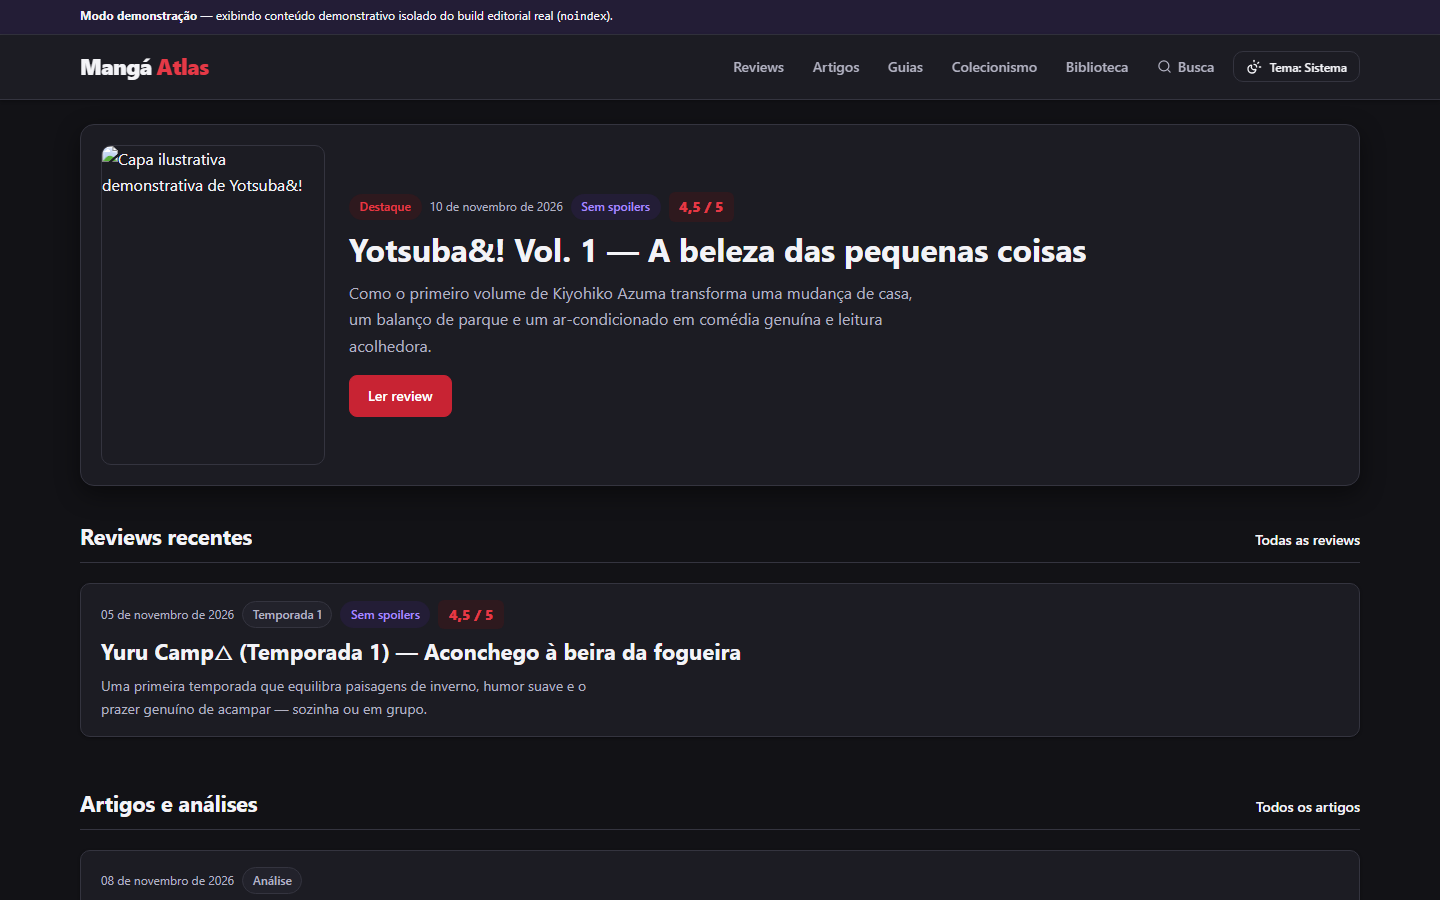 Modo demonstração — exibindo conteúdo demonstrativo isolado do build editorial real (noindex).
Mangá Atlas
Reviews
Artigos
Guias
Colecionismo
Biblioteca
Busca
Tema: Sistema
Capa ilustrativa
demonstrativa de Yotsuba&!
Destaque
10 de novembro de 2026
Sem spoilers
4,5 / 5
Yotsuba&! Vol. 1 — A beleza das pequenas coisas
Como o primeiro volume de Kiyohiko Azuma transforma uma mudança de casa,
um balanço de parque e um ar-condicionado em comédia genuína e leitura
acolhedora.
Ler review
Reviews recentes
Todas as reviews
05 de novembro de 2026
Temporada 1
Sem spoilers
4,5 / 5
Yuru Camp△ (Temporada 1) — Aconchego à beira da fogueira
Uma primeira temporada que equilibra paisagens de inverno, humor suave e o
prazer genuíno de acampar — sozinha ou em grupo.
Artigos e análises
Todos os artigos
08 de novembro de 2026
Análise